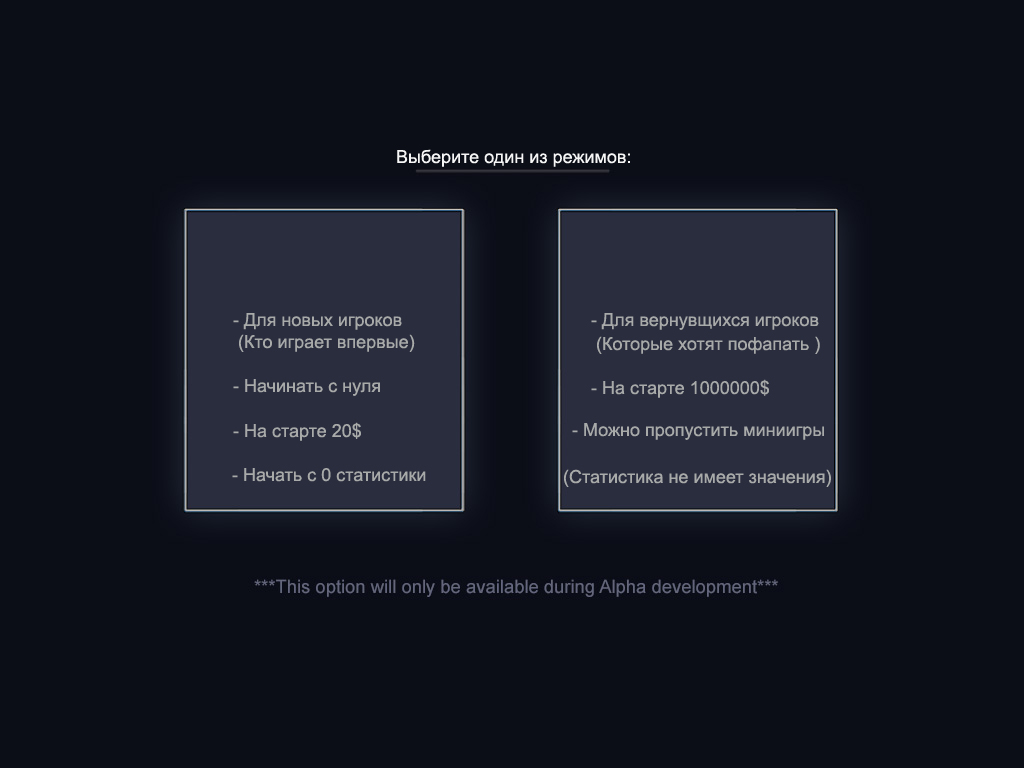 Выберите один из режимов:
- Для новых игроков
(Кто играет впервые)
- Начинать с нуля
- На старте 20$
- Начать с 0 статистики
- Для вернувщихся игроков
(Которые хотят пофапать )
- На старте 1000000$
- Можно пропустить миниигры
(Статистика не имеет значения)
***This option will only be available during Alpha development***